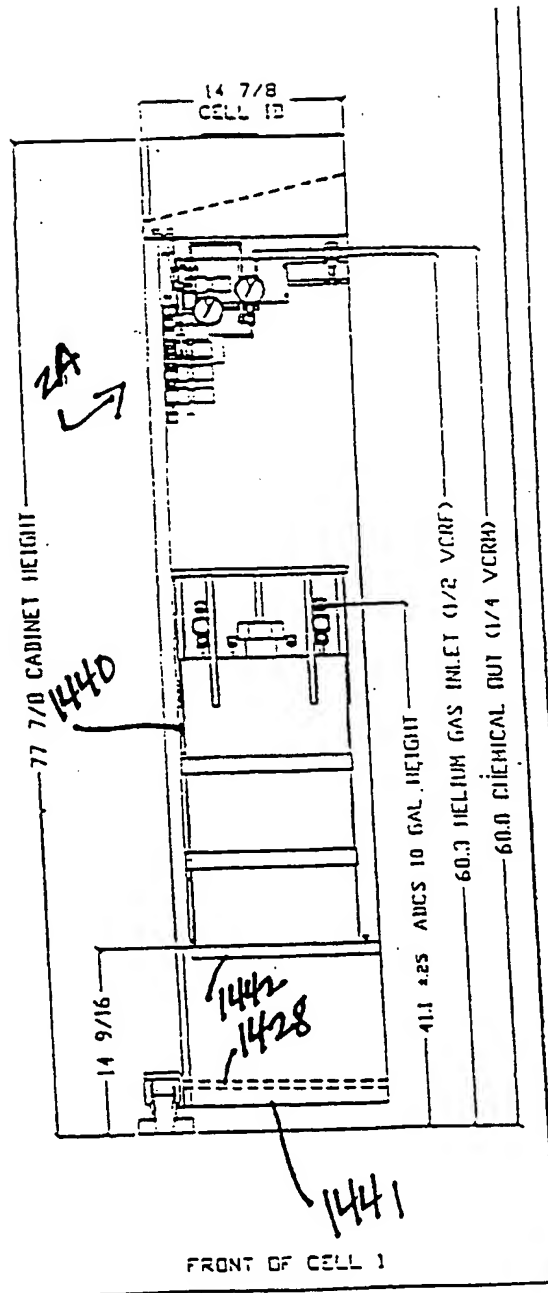 14 7/8
CELL ID
2A
77 7/8 CABINET HEIGHT
1440
14 9/16
1442
1428
1441
41.1 ±.25 ADCS 10 GAL. HEIGHT
60.3 HELIUM GAS INLET (1/2 VCRF)
60.0 CHEMICAL OUT (1/4 VCRM)
FRONT OF CELL 1